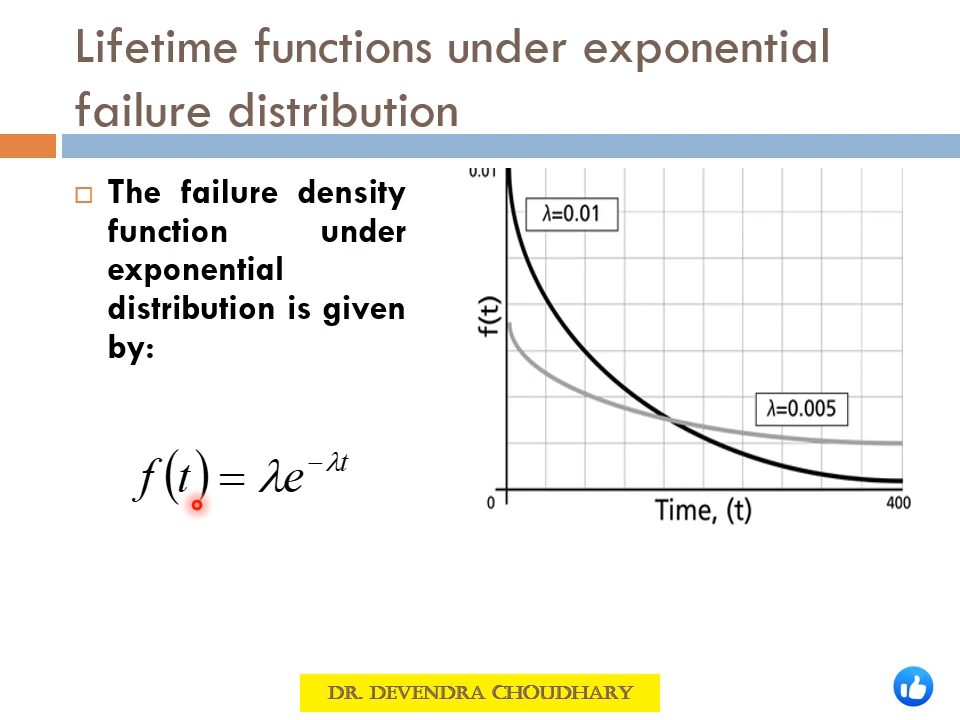 Lifetime functions under exponential
failure distribution
The failure density
function under
exponential
distribution is given
by:
f(t) = λe^{-λt}
0.01
λ=0.01
f(t)
λ=0.005
0
400
Time, (t)
DR. DEVENDRA CHOUDHARY